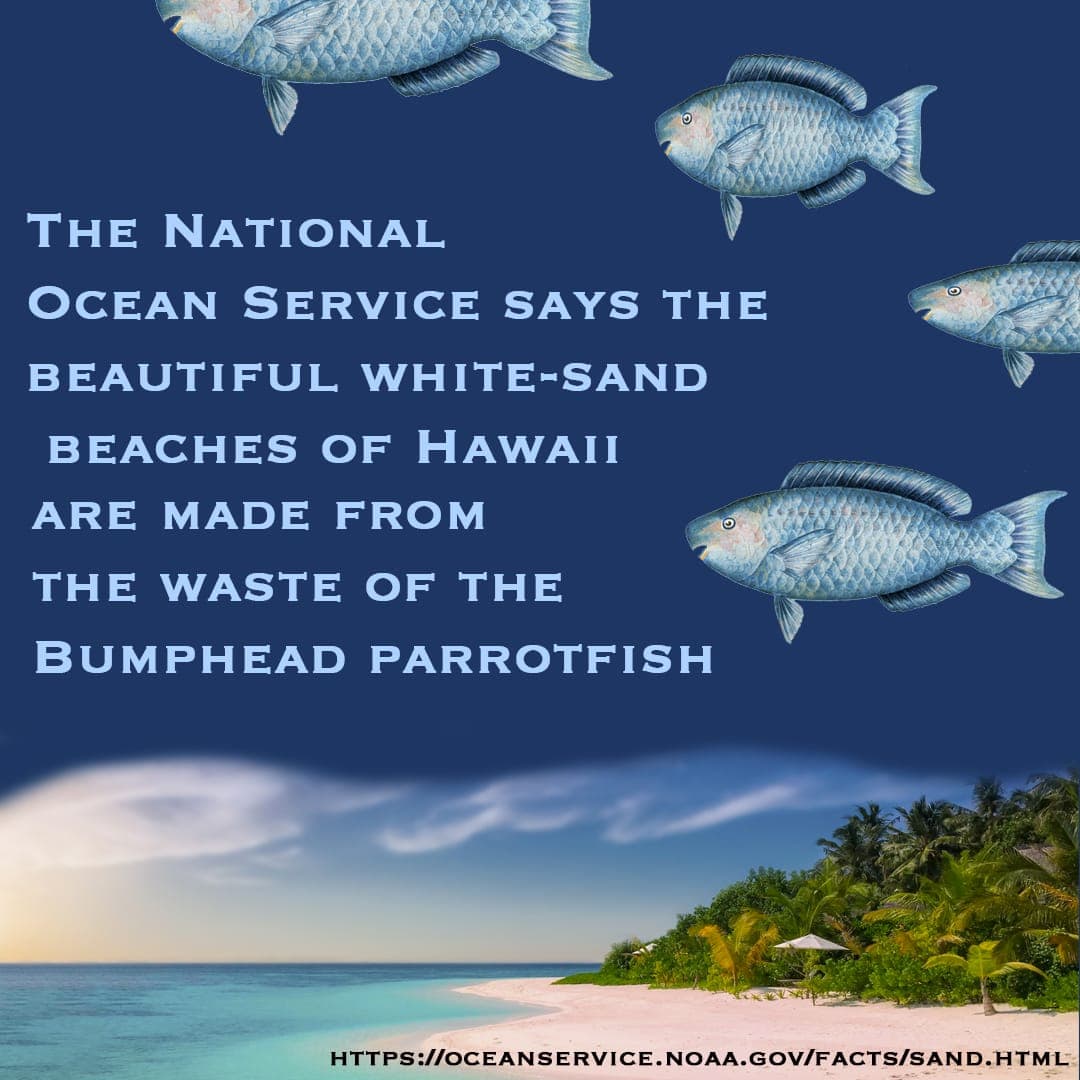 The National
Ocean Service says the
beautiful white-sand
beaches of Hawaii
are made from
the waste of the
Bumphead parrotfish
https://oceanservice.noaa.gov/facts/sand.html